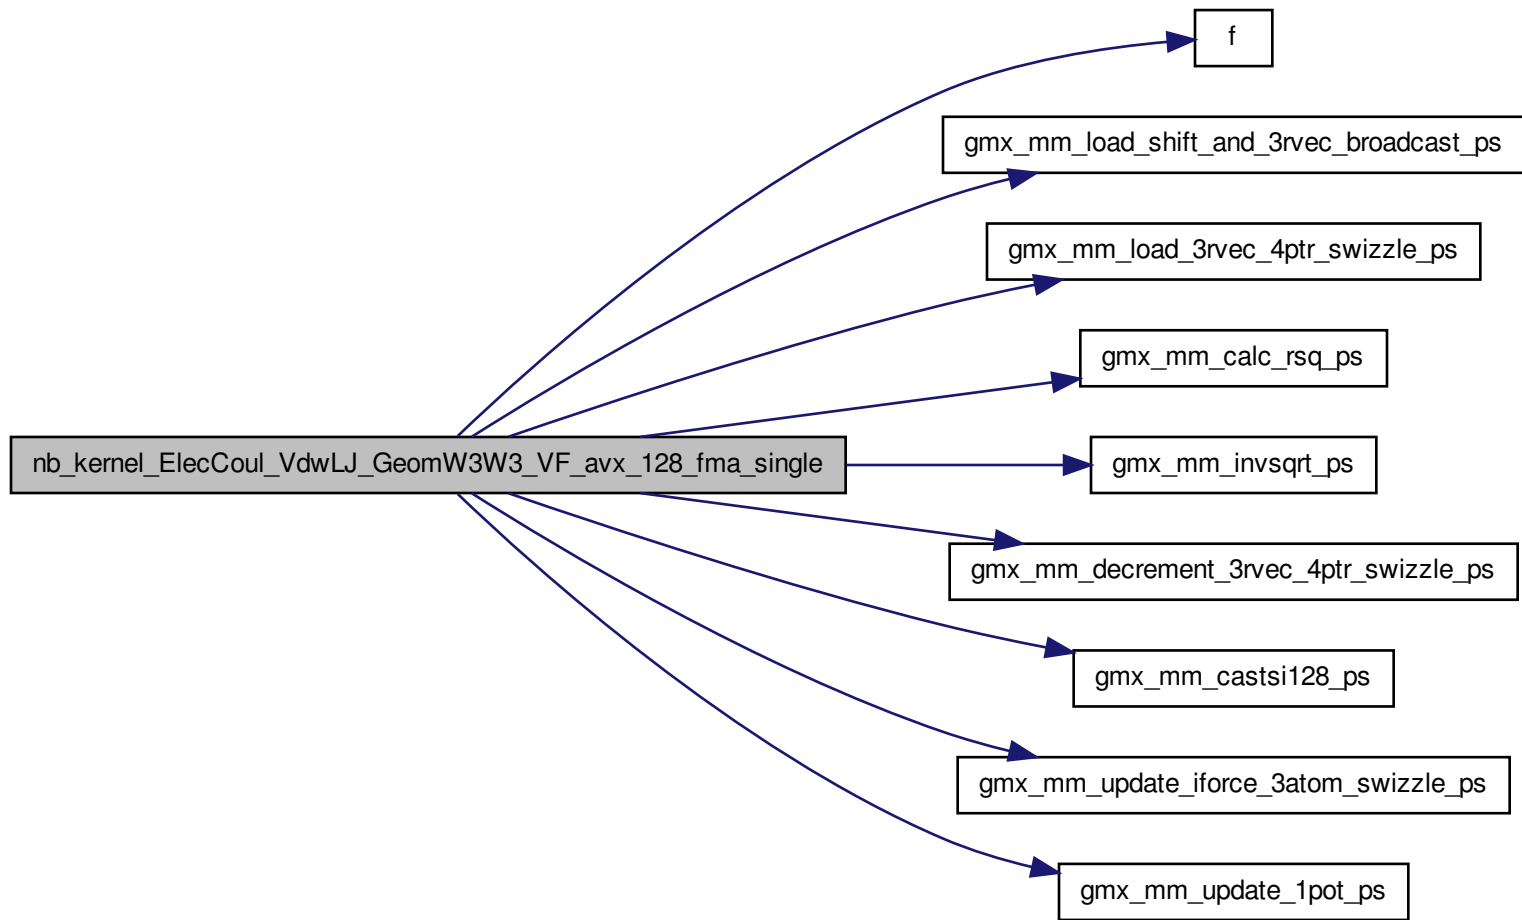 f
gmx_mm_load_shift_and_3rvec_broadcast_ps
gmx_mm_load_3rvec_4ptr_swizzle_ps
gmx_mm_calc_rsq_ps
nb_kernel_ElecCoul_VdwLJ_GeomW3W3_VF_avx_128_fma_single
gmx_mm_invsqrt_ps
gmx_mm_decrement_3rvec_4ptr_swizzle_ps
gmx_mm_castsi128_ps
gmx_mm_update_iforce_3atom_swizzle_ps
gmx_mm_update_1pot_ps